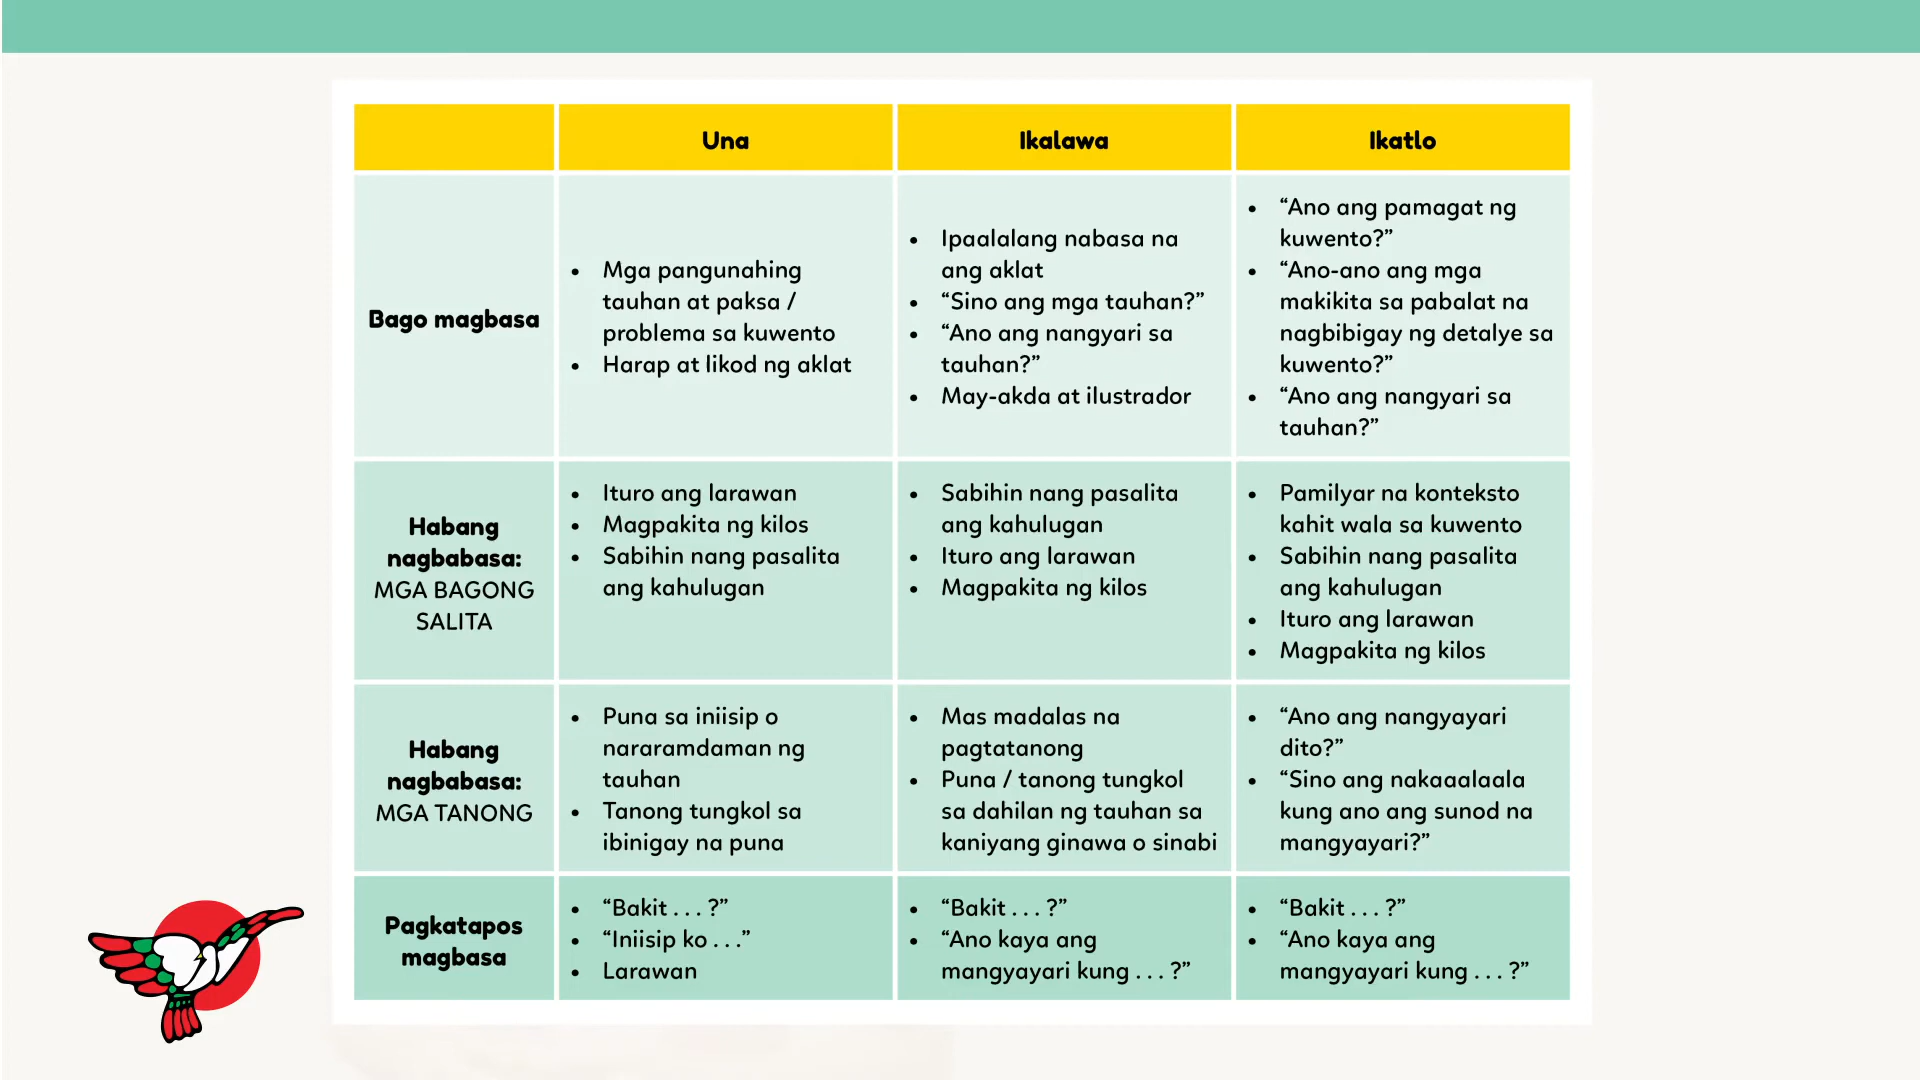 Una
Ikalawa
Ikatlo
Bago magbasa
• Mga pangunahing
tauhan at paksa /
problema sa kuwento
• Harap at likod ng aklat
• Ipaalalang nabasa na
ang aklat
• “Sino ang mga tauhan?”
• “Ano ang nangyari sa
tauhan?”
• May-akda at ilustrador
• “Ano ang pamagat ng
kuwento?”
• “Ano-ano ang mga
makikita sa pabalat na
nagbibigay ng detalye sa
kuwento?”
• “Ano ang nangyari sa
tauhan?”
Habang
nagbabasa:
MGA BAGONG
SALITA
• Ituro ang larawan
• Magpakita ng kilos
• Sabihin nang pasalita
ang kahulugan
• Sabihin nang pasalita
ang kahulugan
• Ituro ang larawan
• Magpakita ng kilos
• Pamilyar na konteksto
kahit wala sa kuwento
• Sabihin nang pasalita
ang kahulugan
• Ituro ang larawan
• Magpakita ng kilos
Habang
nagbabasa:
MGA TANONG
• Puna sa iniisip o
nararamdaman ng
tauhan
• Tanong tungkol sa
ibinigay na puna
• Mas madalas na
pagtatanong
• Puna / tanong tungkol
sa dahilan ng tauhan sa
kaniyang ginawa o sinabi
• “Ano ang nangyayari
dito?”
• “Sino ang nakaaalaala
kung ano ang sunod na
mangyayari?”
Pagkatapos
magbasa
• “Bakit . . . ?”
• “Iniisip ko . . .”
• Larawan
• “Bakit . . . ?”
• “Ano kaya ang
mangyayari kung . . . ?”
• “Bakit . . . ?”
• “Ano kaya ang
mangyayari kung . . . ?”